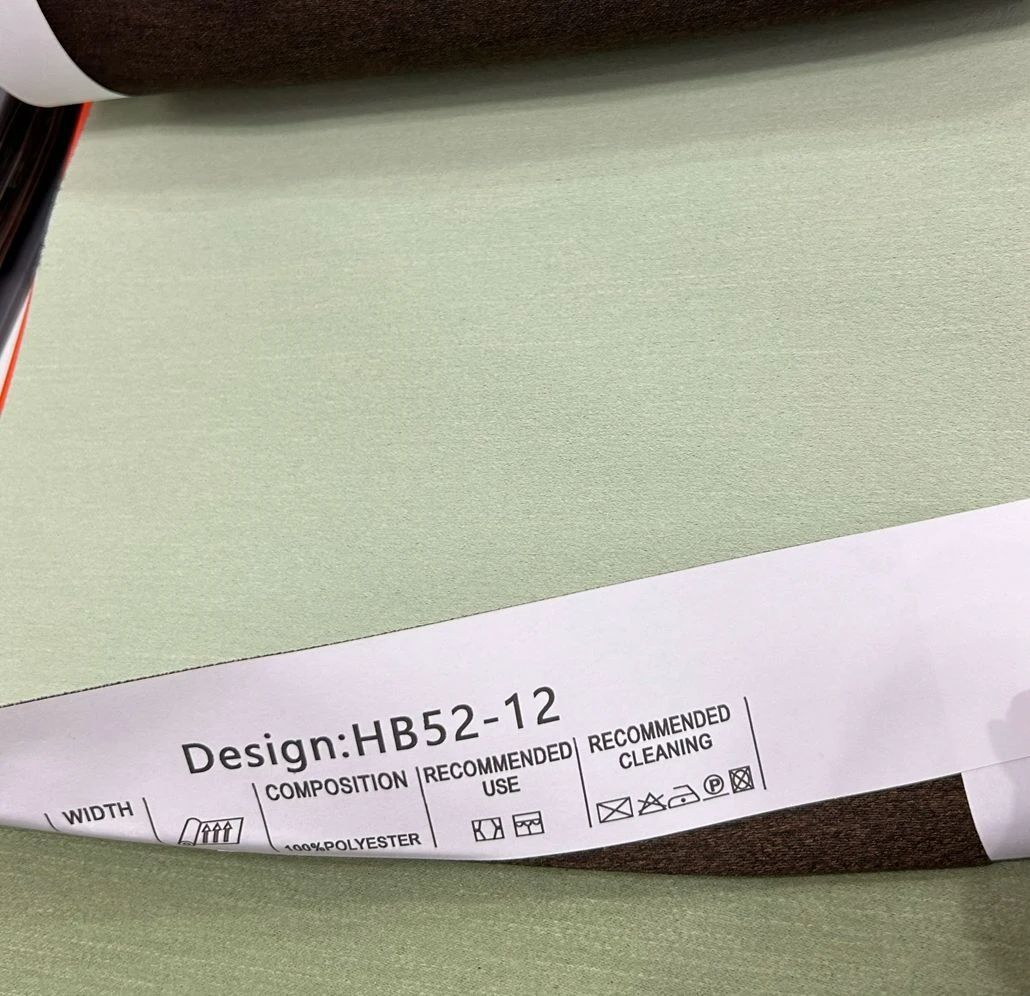 Design:HB52-12
WIDTH
COMPOSITION
100%POLYESTER
RECOMMENDED
USE
RECOMMENDED
CLEANING
P